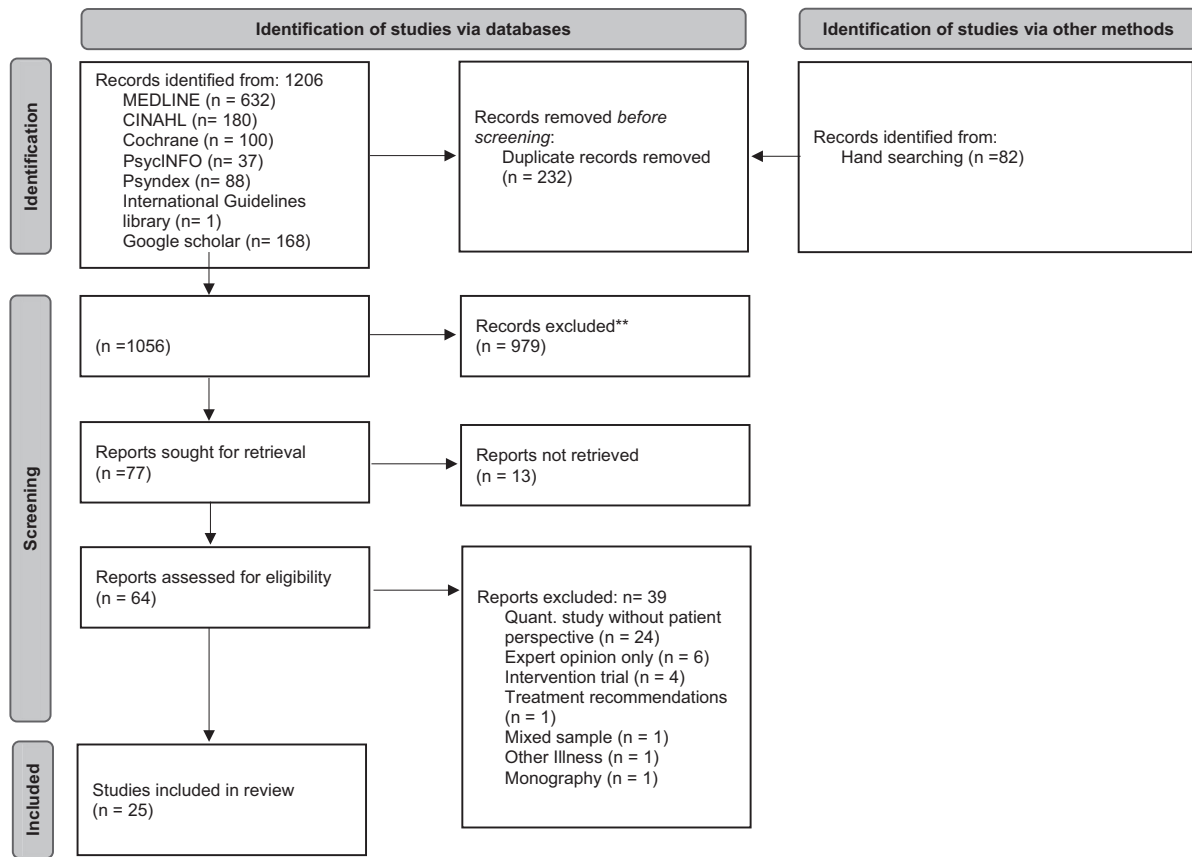 Identification of studies via databases
Identification of studies via other methods
Identification
Records identified from: 1206
MEDLINE (n = 632)
CINAHL (n= 180)
Cochrane (n = 100)
PsycINFO (n= 37)
Psyndex (n= 88)
International Guidelines
library (n= 1)
Google scholar (n= 168)
Records removed before
screening:
Duplicate records removed
(n = 232)
Records identified from:
Hand searching (n =82)
Screening
(n =1056)
Records excluded**
(n = 979)
Reports sought for retrieval
(n =77)
Reports not retrieved
(n = 13)
Reports assessed for eligibility
(n = 64)
Reports excluded: n= 39
Quant. study without patient
perspective (n = 24)
Expert opinion only (n = 6)
Intervention trial (n = 4)
Treatment recommendations
(n = 1)
Mixed sample (n = 1)
Other Illness (n = 1)
Monography (n = 1)
Included
Studies included in review
(n = 25)